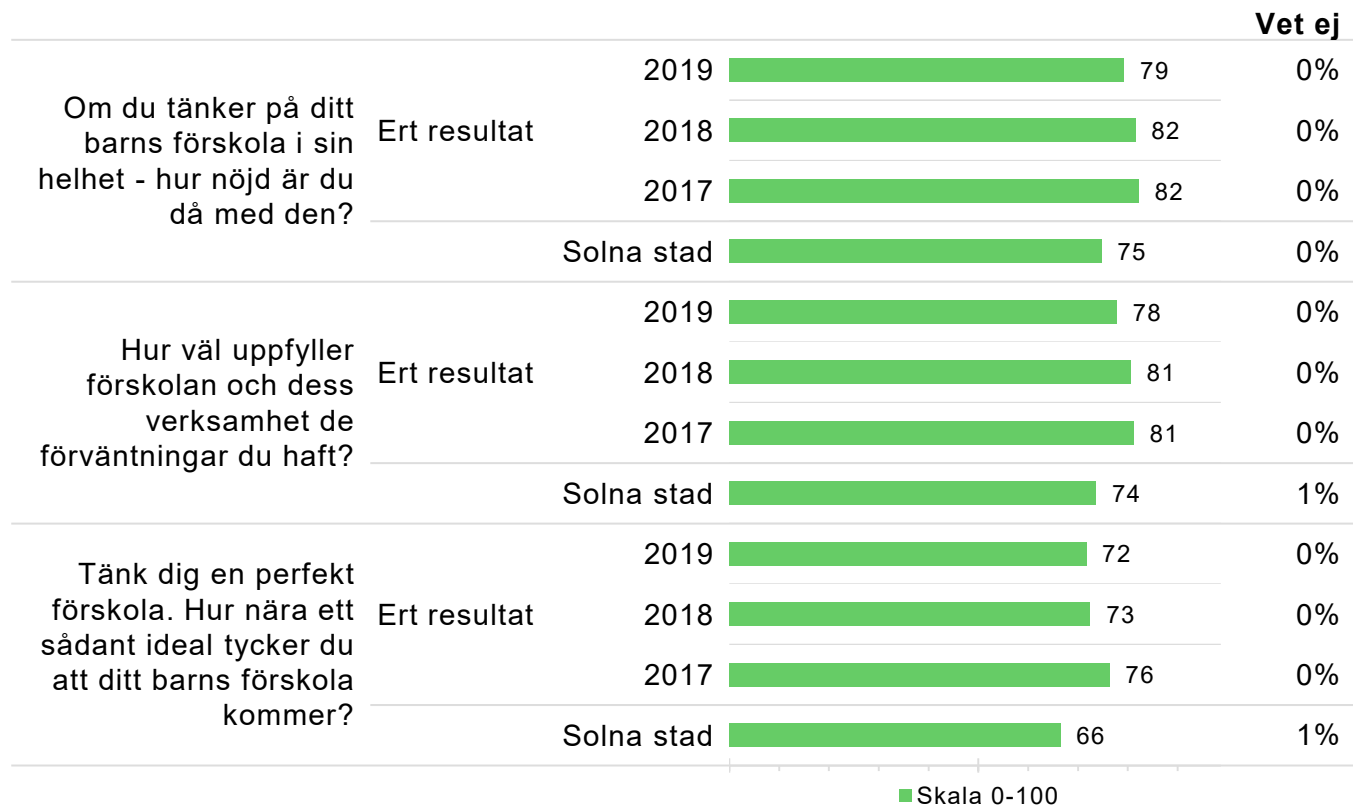 Vet ej
Om du tänker på ditt
barns förskola i sin
helhet - hur nöjd är du
då med den?
Ert resultat
2019 79 0%
2018 82 0%
2017 82 0%
Solna stad 75 0%
Hur väl uppfyller
förskolan och dess
verksamhet de
förväntningar du haft?
Ert resultat
2019 78 0%
2018 81 0%
2017 81 0%
Solna stad 74 1%
Tänk dig en perfekt
förskola. Hur nära ett
sådant ideal tycker du
att ditt barns förskola
kommer?
Ert resultat
2019 72 0%
2018 73 0%
2017 76 0%
Solna stad 66 1%
Skala 0-100